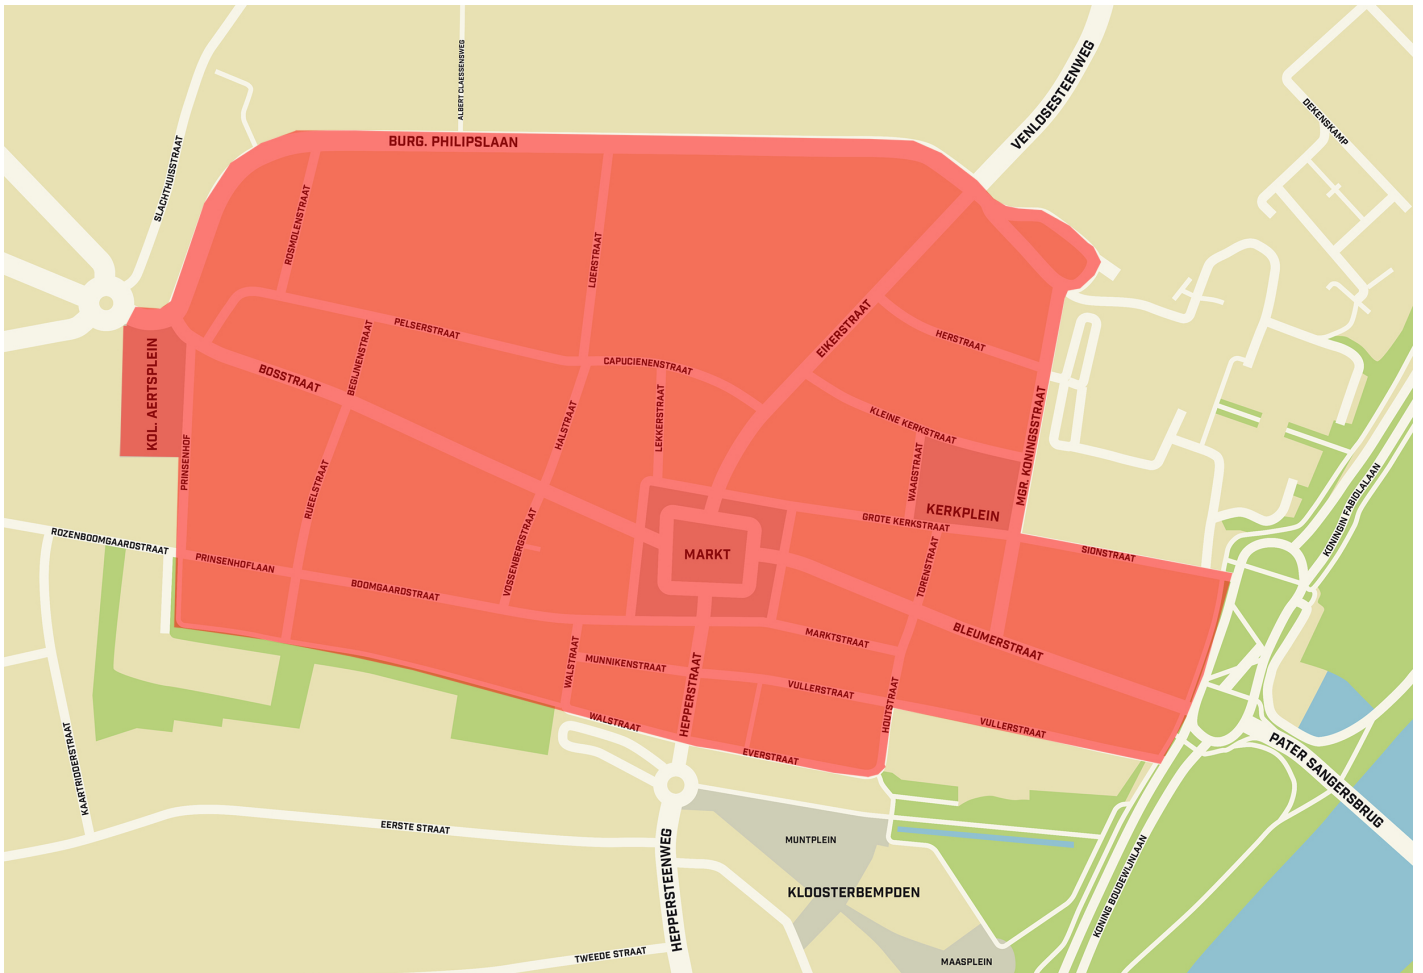 ALBERT CLAESSENSWEG
VENLOSESTEENWEG
DEKENSKAMP
BURG. PHILIPSLAAN
SLACHTHUISSTRAAT
ROSMOLENSTRAAT
LOERSTRAAT
PELSERSTRAAT
EIKERSTRAAT
HERSTRAAT
KOL. AERTSPLEIN
BEGIJNENSTRAAT
CAPUCIENENSTRAAT
BOSSTRAAT
LEKKERSTRAAT
HALSTRAAT
KLEINE KERKSTRAAT
MGR. KONINGSSTRAAT
PRINSENHOF
RUEELSTRAAT
WAAGSTRAAT
KERKPLEIN
GROTE KERKSTRAAT
KONINGIN FABIOLALAAN
ROZENBOOMGAARDSTRAAT
VOSSENBERGSTRAAT
MARKT
SIONSTRAAT
PRINSENHOFLAAN
TORENSTRAAT
BOOMGAARDSTRAAT
MARKTSTRAAT
BLEUMERSTRAAT
WALSTRAAT
MUNNIKENSTRAAT
HEPPERSTRAAT
VULLERSTRAAT
HOUTSTRAAT
WALSTRAAT
VULLERSTRAAT
EVERSTRAAT
PATER SANGERSBRUG
KAARTRIDDERSTRAAT
EERSTE STRAAT
MUNTPLEIN
HEPPERSTEENWEG
KLOOSTERBEMPDEN
KONING BOUDEWIJNLAAN
TWEEDE STRAAT
MAASPLEIN